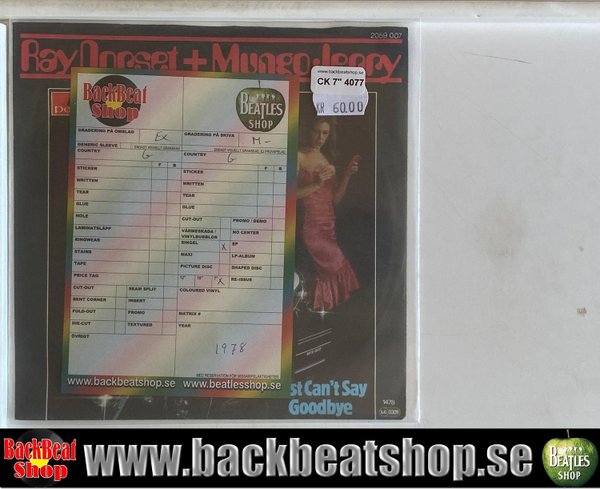 2059 007
Ray Dorset + Mungo Jerry
www.backbeatshop.se
CK 7" 4077
KR 60.00
BackBeat
Shop
BEATLES
SHOP
GRADERING PÅ OMSLAG
Ex
GRADERING PÅ SKIVA
M-
GENERIC SLEEVE
COUNTRY
G
COUNTRY
G
F B
F B
STICKER
STICKER
WRITTEN
WRITTEN
TEAR
TEAR
GLUE
GLUE
HOLE
CUT-OUT
PROMO / DEMO
LAMINATSLÄPP
VÄRMESKADA /
VINYLBUBBLOR
NO CENTER
RINGWEAR
SINGEL
X
EP
STAINS
MAXI
LP-ALBUM
TAPE
PICTURE DISC
SHAPED DISC
PRICE TAG
12"
10"
7"
X
RE-ISSUE
CUT-OUT
SEAM SPLIT
COLOURED VINYL
BENT CORNER
INSERT
FOLD-OUT
PROMO
MATRIX #
DIE-CUT
TEXTURED
YEAR
ÖVRIGT
1978
www.backbeatshop.se
www.beatlesshop.se
st Can't Say
Goodbye
1478
BackBeat
Shop
www.backbeatshop.se
BEATLES
SHOP